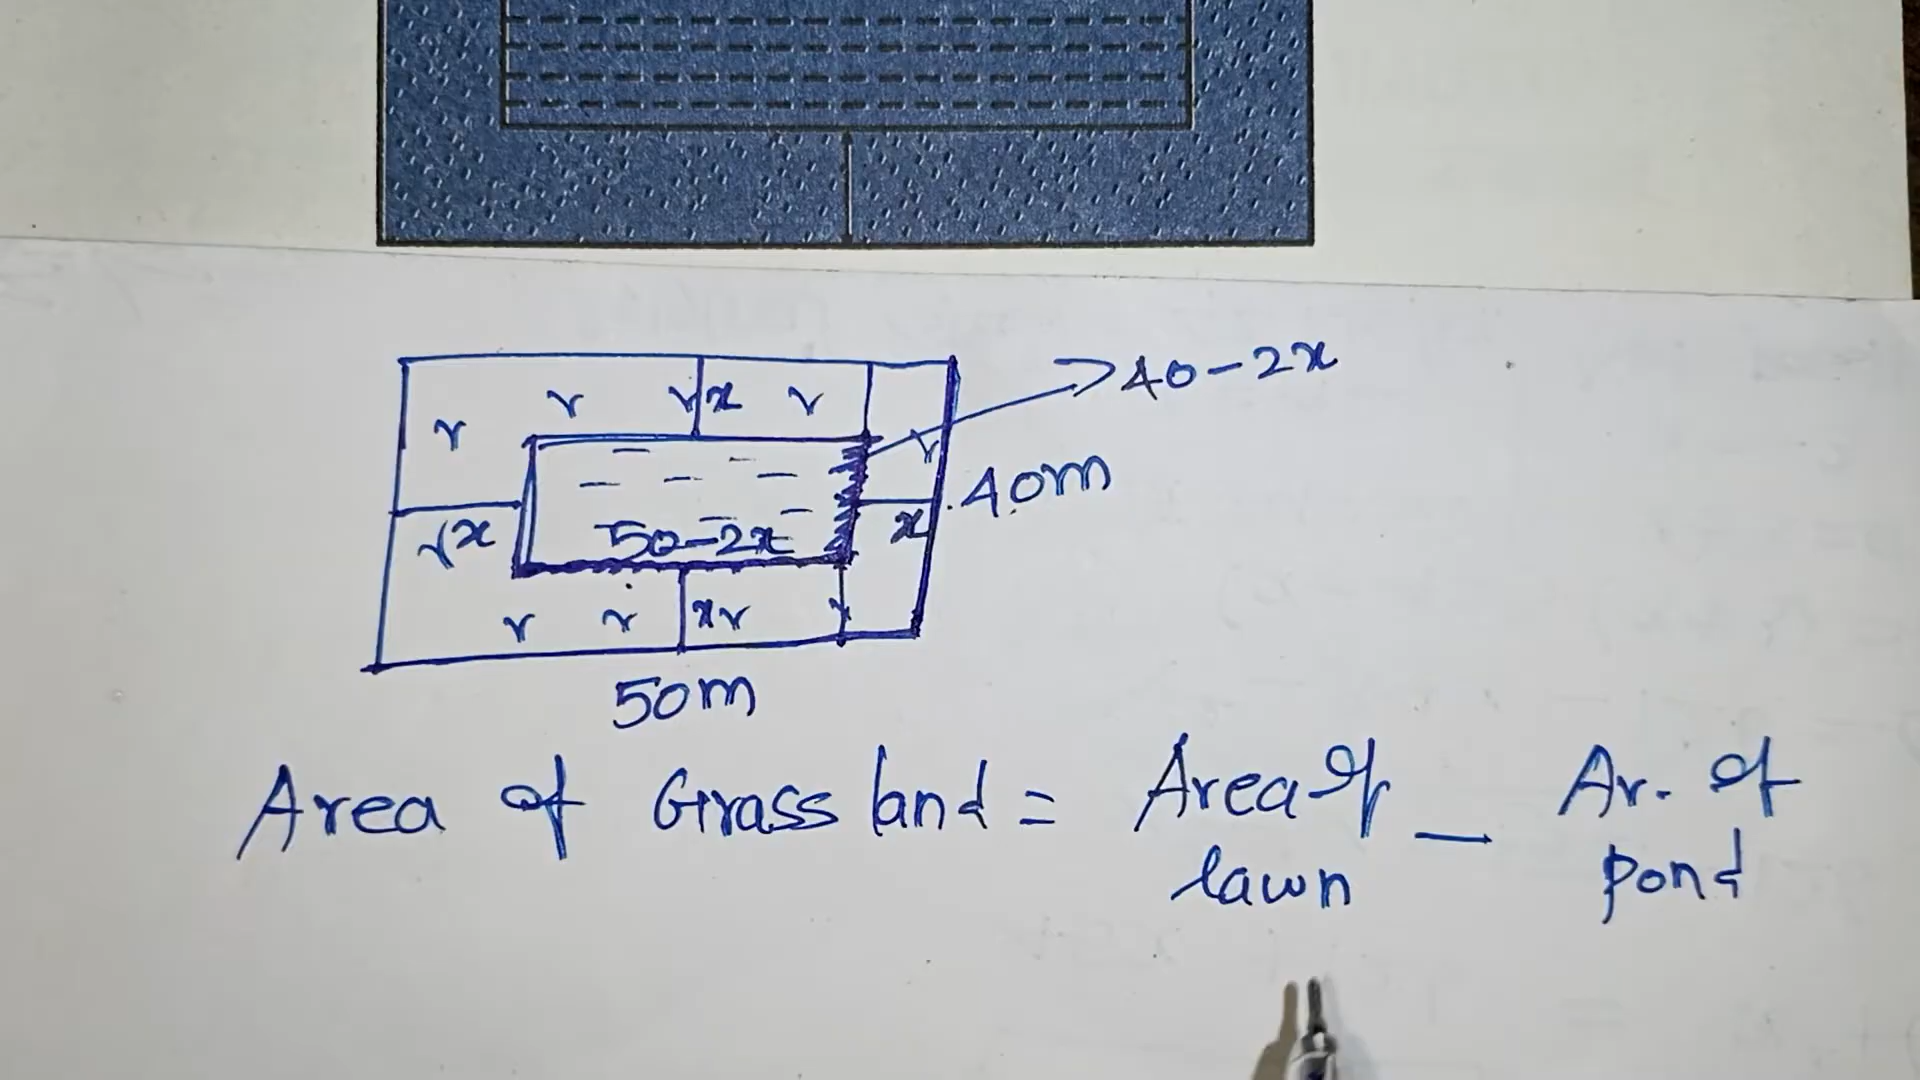 40-2x
x
40m
x
50-2x
x
x
50m
Area of Grass land = Area of lawn - Ar. of pond